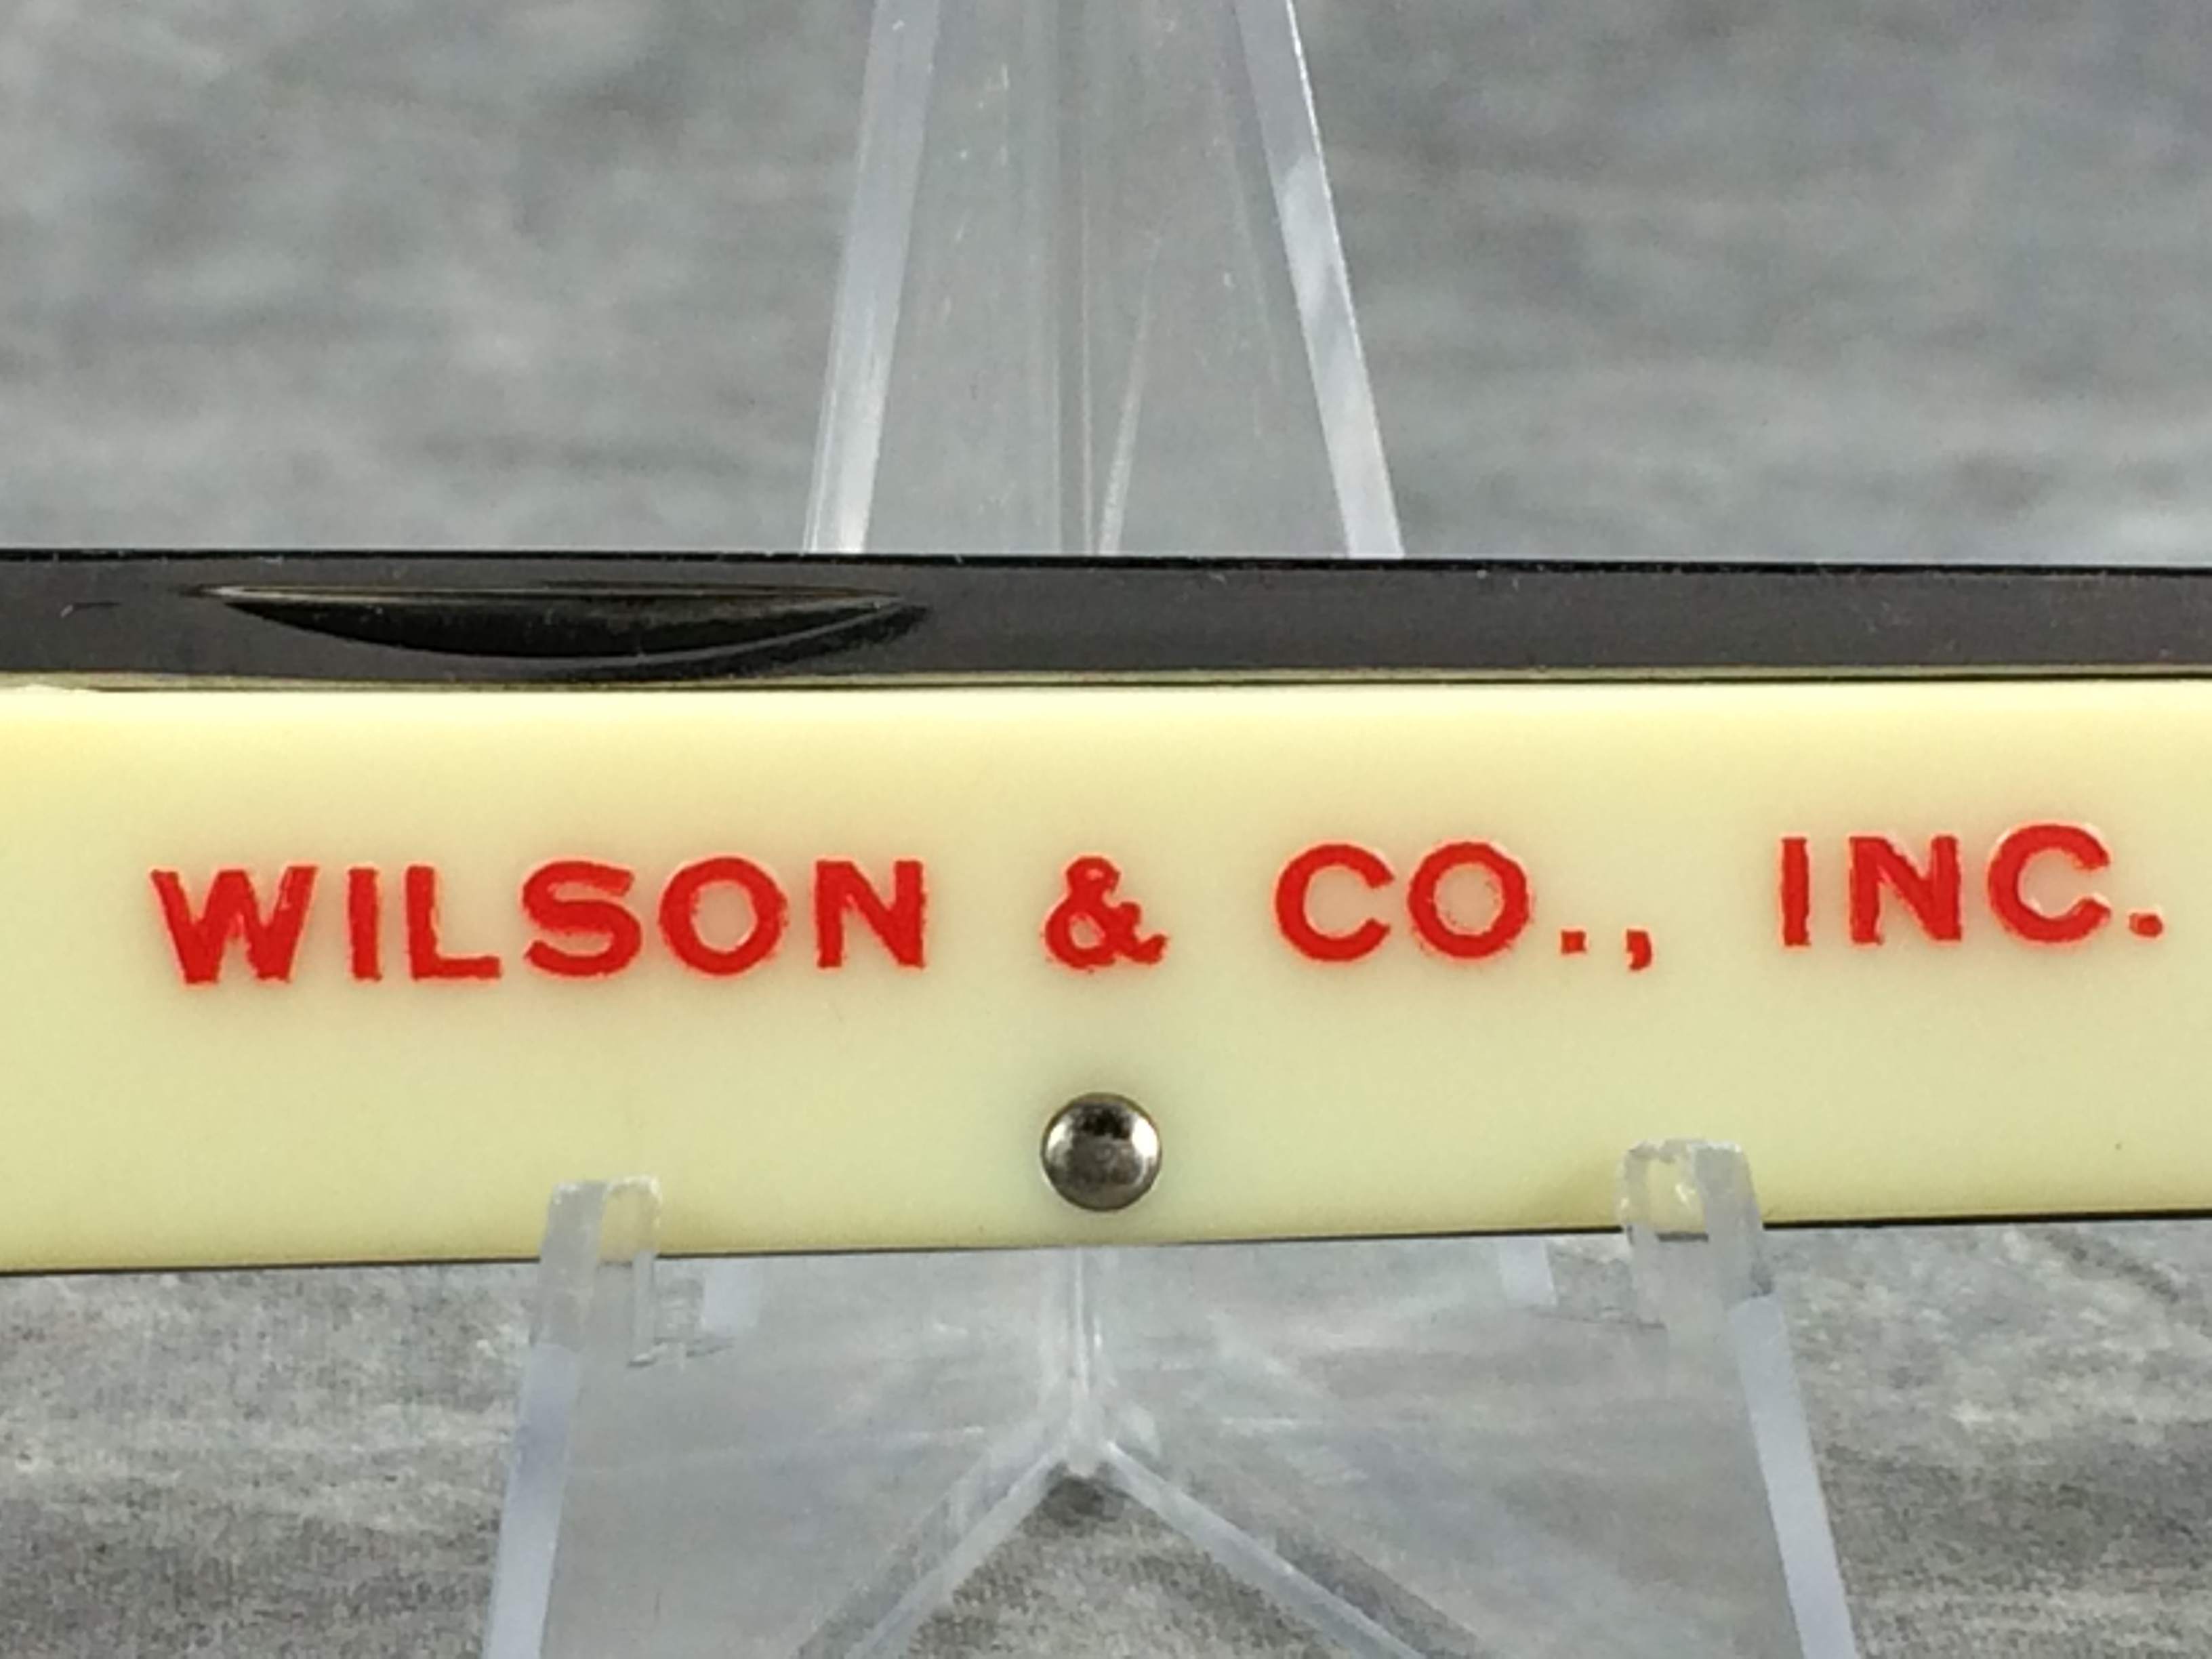 WILSON & CO., INC.